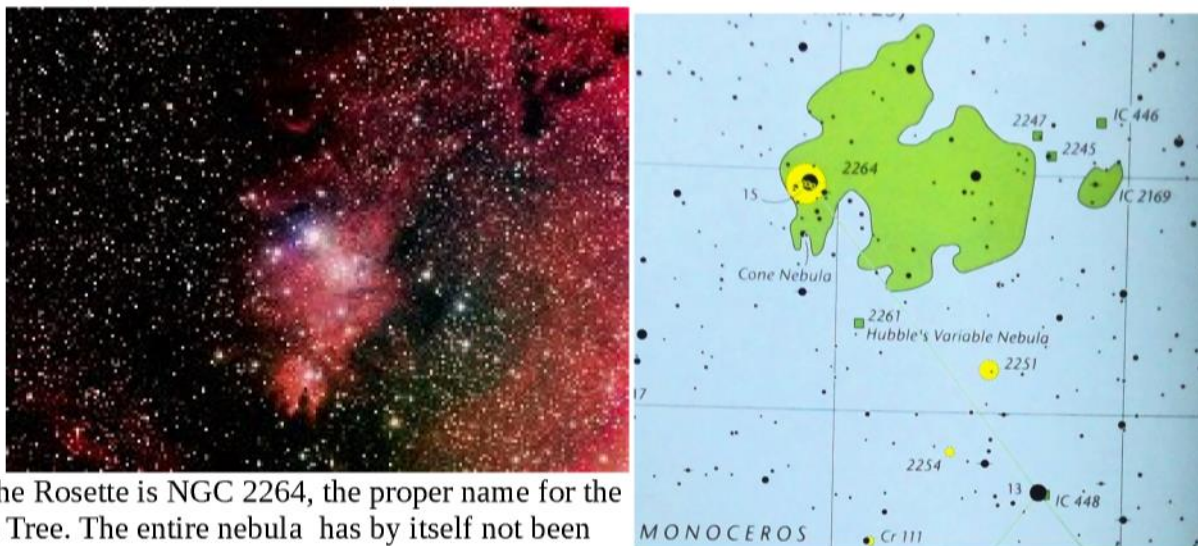 he Rosette is NGC 2264, the proper name for the
Tree. The entire nebula has by itself not been
2247
IC 446
2245
2264
15
IC 2169
Cone Nebula
2261
Hubble's Variable Nebula
2251
2254
13
IC 448
MONOCEROS
Cr 111